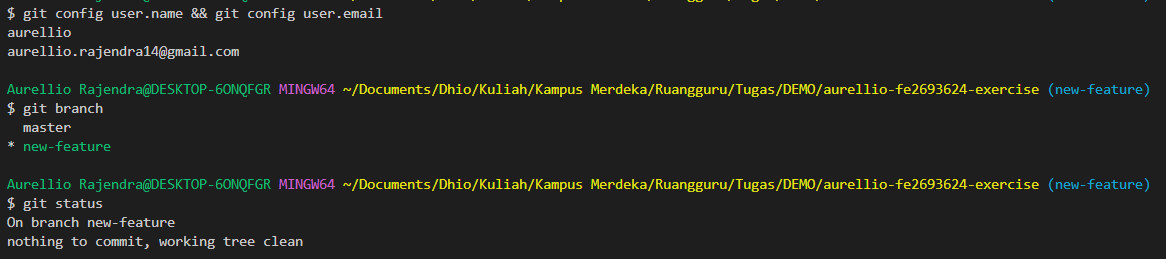 $ git config user.name && git config user.email
aurellio
aurellio.rajendra14@gmail.com
Aurellio Rajendra@DESKTOP-6ONQFGR MINGW64 ~/Documents/Dhio/Kuliah/Kampus Merdeka/Ruangguru/Tugas/DEMO/aurellio-fe2693624-exercise (new-feature)
$ git branch
  master
* new-feature
Aurellio Rajendra@DESKTOP-6ONQFGR MINGW64 ~/Documents/Dhio/Kuliah/Kampus Merdeka/Ruangguru/Tugas/DEMO/aurellio-fe2693624-exercise (new-feature)
$ git status
On branch new-feature
nothing to commit, working tree clean